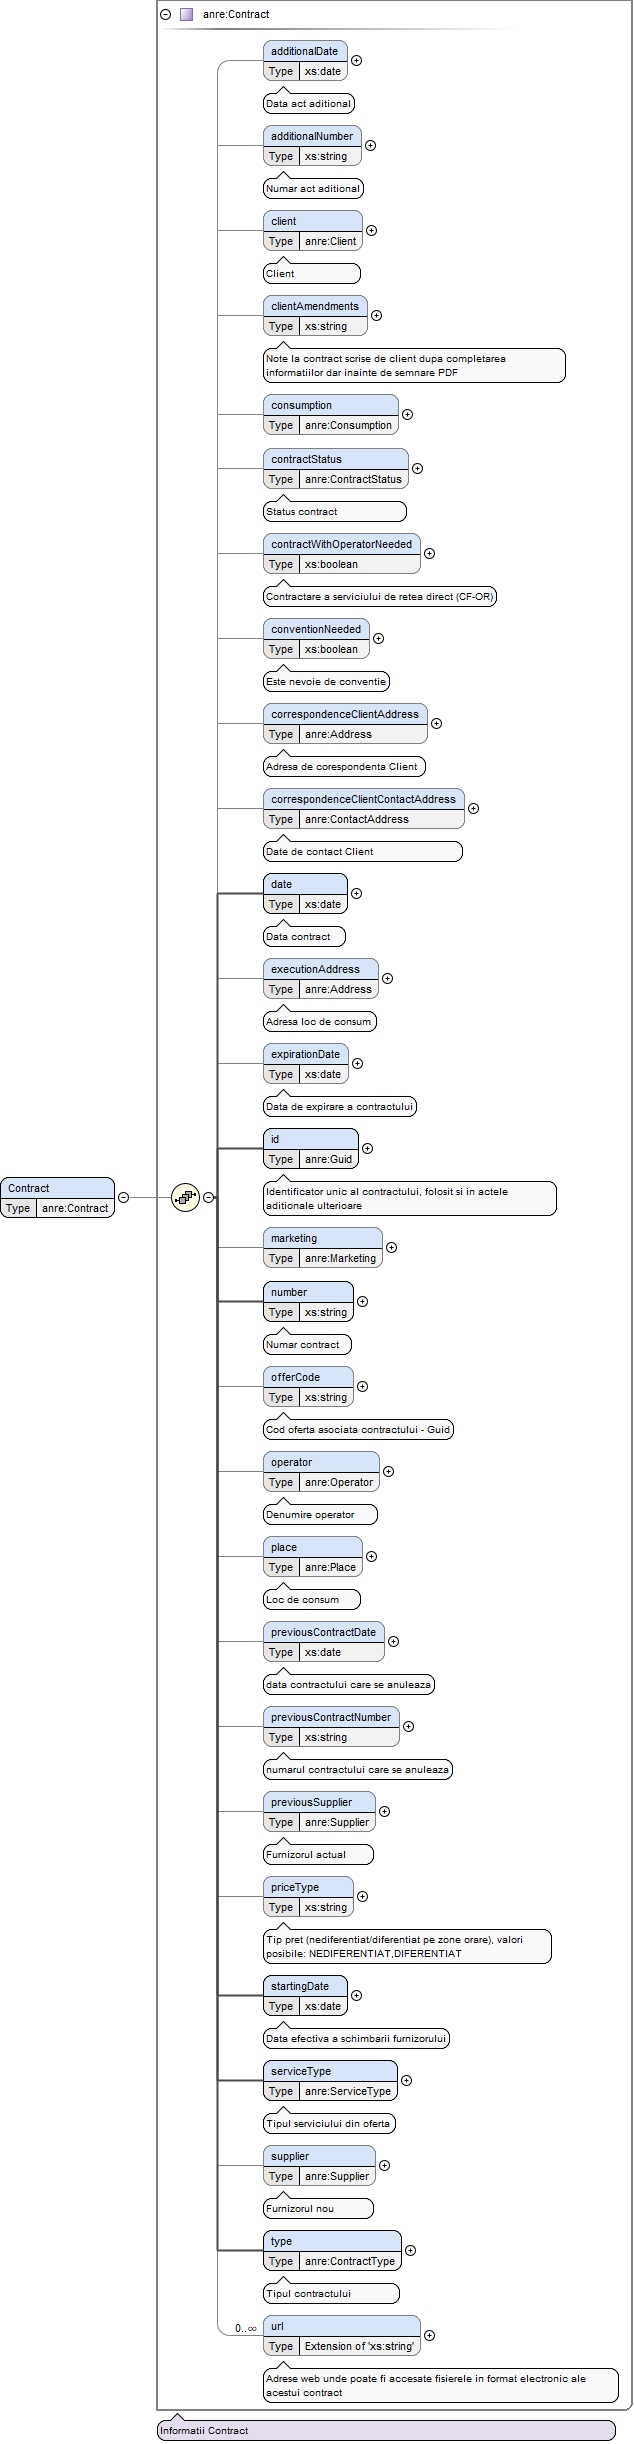 anre:Contract
additionalDate
Type xs:date
Data act aditional
additionalNumber
Type xs:string
Numar act aditional
client
Type anre:Client
Client
clientAmendments
Type xs:string
Note la contract scrise de client dupa completarea
informatiilor dar inainte de semnare PDF
consumption
Type anre:Consumption
contractStatus
Type anre:ContractStatus
Status contract
contractWithOperatorNeeded
Type xs:boolean
Contractare a serviciului de retea direct (CF-OR)
conventionNeeded
Type xs:boolean
Este nevoie de conventie
correspondenceClientAddress
Type anre:Address
Adresa de corespondenta Client
correspondenceClientContactAddress
Type anre:ContactAddress
Date de contact Client
date
Type xs:date
Data contract
executionAddress
Type anre:Address
Adresa loc de consum
expirationDate
Type xs:date
Data de expirare a contractului
id
Type anre:Guid
Identificator unic al contractului, folosit si in actele
aditionale ulterioare
Contract
Type anre:Contract
marketing
Type anre:Marketing
number
Type xs:string
Numar contract
offerCode
Type xs:string
Cod oferta asociata contractului - Guid
operator
Type anre:Operator
Denumire operator
place
Type anre:Place
Loc de consum
previousContractDate
Type xs:date
data contractului care se anuleaza
previousContractNumber
Type xs:string
numarul contractului care se anuleaza
previousSupplier
Type anre:Supplier
Furnizorul actual
priceType
Type xs:string
Tip pret (nediferentiat/diferentiat pe zone orare), valori
posibile: NEDIFERENTIAT,DIFERENTIAT
startingDate
Type xs:date
Data efectiva a schimbarii furnizorului
serviceType
Type anre:ServiceType
Tipul serviciului din oferta
supplier
Type anre:Supplier
Furnizorul nou
type
Type anre:ContractType
Tipul contractului
0..∞
url
Type Extension of 'xs:string'
Adrese web unde poate fi accesate fisierele in format electronic ale
acestui contract
Informatii Contract